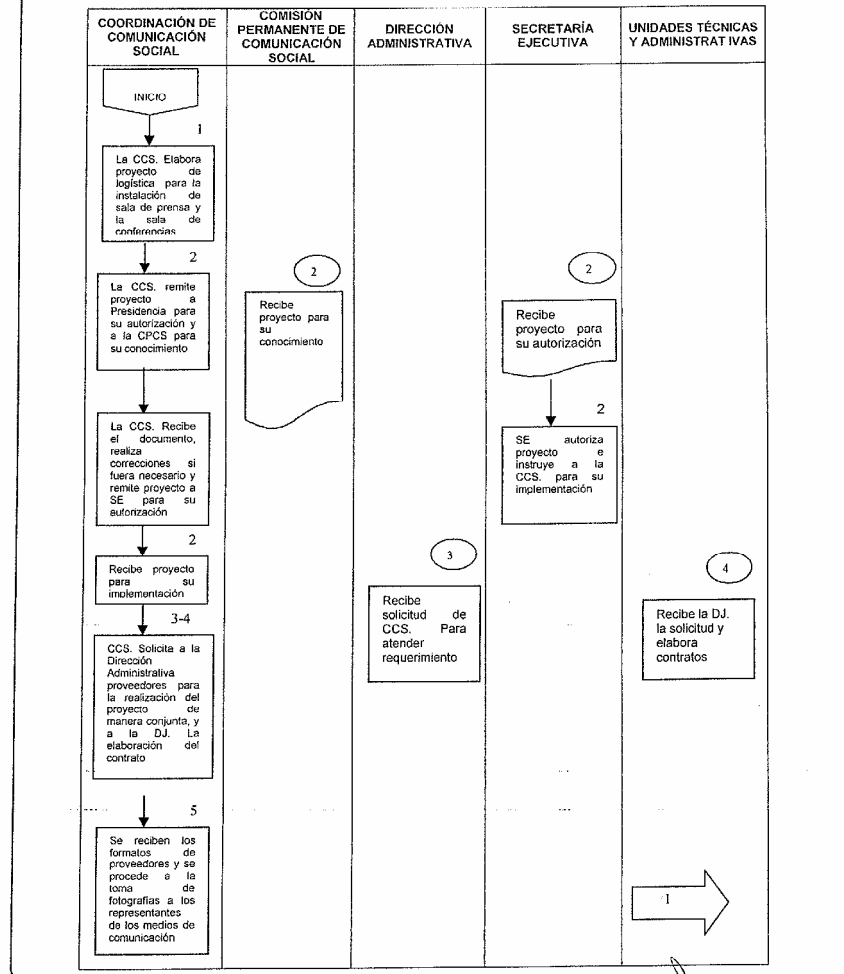 COORDINACIÓN DE
COMUNICACIÓN
SOCIAL
COMISIÓN
PERMANENTE DE
COMUNICACIÓN
SOCIAL
DIRECCIÓN
ADMINISTRATIVA
SECRETARÍA
EJECUTIVA
UNIDADES TÉCNICAS
Y ADMINISTRAT IVAS
INICIO
1
La CCS. Elabora
proyecto de
logística para la
instalación de
sala de prensa y
la sala de
conferencias
2
La CCS. remite
proyecto a
Presidencia para
su autorización y
a la CPCS para
su conocimiento
2
Recibe
proyecto para
su
conocimiento
2
Recibe
proyecto para
su autorización
2
SE autoriza
proyecto e
instruye a la
CCS. para su
implementación
La CCS. Recibe
el documento,
realiza
correcciones si
fuera necesario y
remite proyecto a
SE para su
autorización
2
Recibe proyecto
para su
implementación
3
Recibe
solicitud de
CCS. Para
atender
requerimiento
4
Recibe la DJ.
la solicitud y
elabora
contratos
3-4
CCS. Solicita a la
Dirección
Administrativa
proveedores para
la realización del
proyecto de
manera conjunta, y
a la DJ. La
elaboración del
contrato
5
Se reciben los
formatos de
proveedores y se
procede a la
toma de
fotografías a los
representantes
de los medios de
comunicación
1